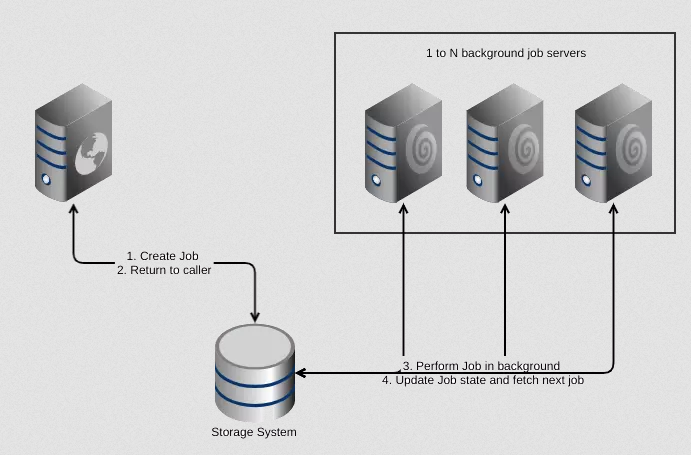 1 to N background job servers
1. Create Job
2. Return to caller
3. Perform Job in background
4. Update Job state and fetch next job
Storage System